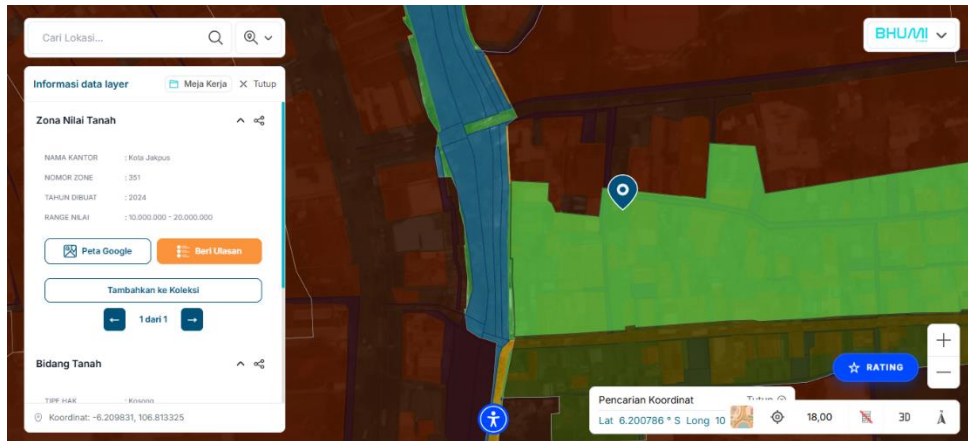 Cari Lokasi...
BHUMI
Informasi data layer
Meja Kerja
Tutup
Zona Nilai Tanah
NAMA KANTOR : Kota Jakpus
NOMOR ZONE : 351
TAHUN DIBUAT : 2024
RANGE NILAI : 10.000.000 - 20.000.000
Peta Google
Beri Ulasan
Tambahkan ke Koleksi
1 dari 1
Bidang Tanah
TIPE HAK : Kosong
Koordinat: -6.209831, 106.813325
RATING
Pencarian Koordinat
Tutup
Lat 6.200786 ° S Long 10
18,00
3D